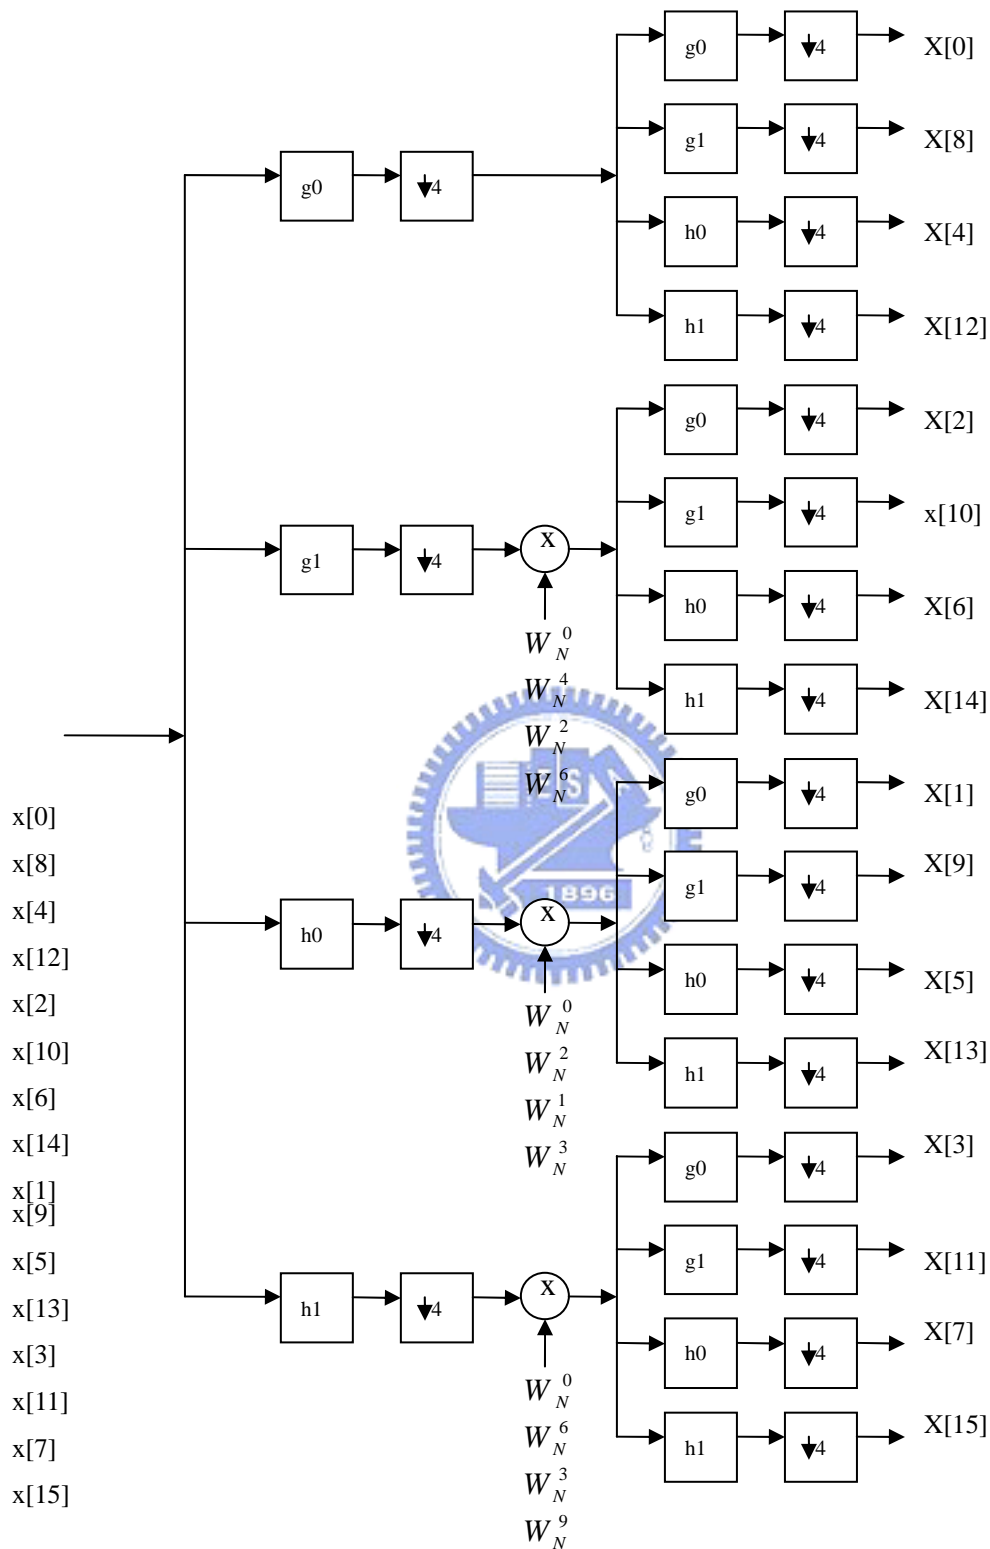 g0 ↓4 X[0]
g1 ↓4 X[8]
g0 ↓4
h0 ↓4 X[4]
h1 ↓4 X[12]
g0 ↓4 X[2]
g1 ↓4 x[10]
g1 ↓4 x
h0 ↓4 X[6]
W_N^0
W_N^4
W_N^2
W_N^6
h1 ↓4 X[14]
g0 ↓4 X[1]
g1 ↓4 X[9]
1896
h0 ↓4 x
h0 ↓4 X[5]
W_N^0
W_N^2
W_N^1
W_N^3
h1 ↓4 X[13]
g0 ↓4 X[3]
g1 ↓4 X[11]
h1 ↓4 x
h0 ↓4 X[7]
W_N^0
W_N^6
W_N^3
W_N^9
h1 ↓4 X[15]
x[0]
x[8]
x[4]
x[12]
x[2]
x[10]
x[6]
x[14]
x[1]
x[9]
x[5]
x[13]
x[3]
x[11]
x[7]
x[15]